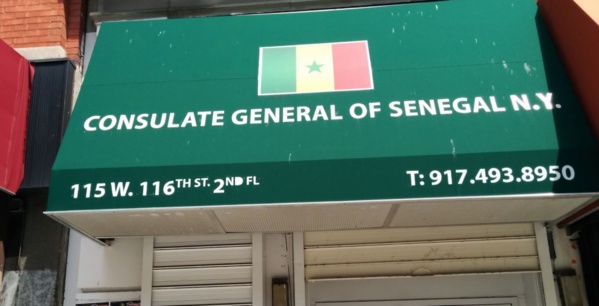 CONSULATE GENERAL OF SENEGAL N.Y.
115 W. 116TH ST. 2ND FL T: 917.493.8950